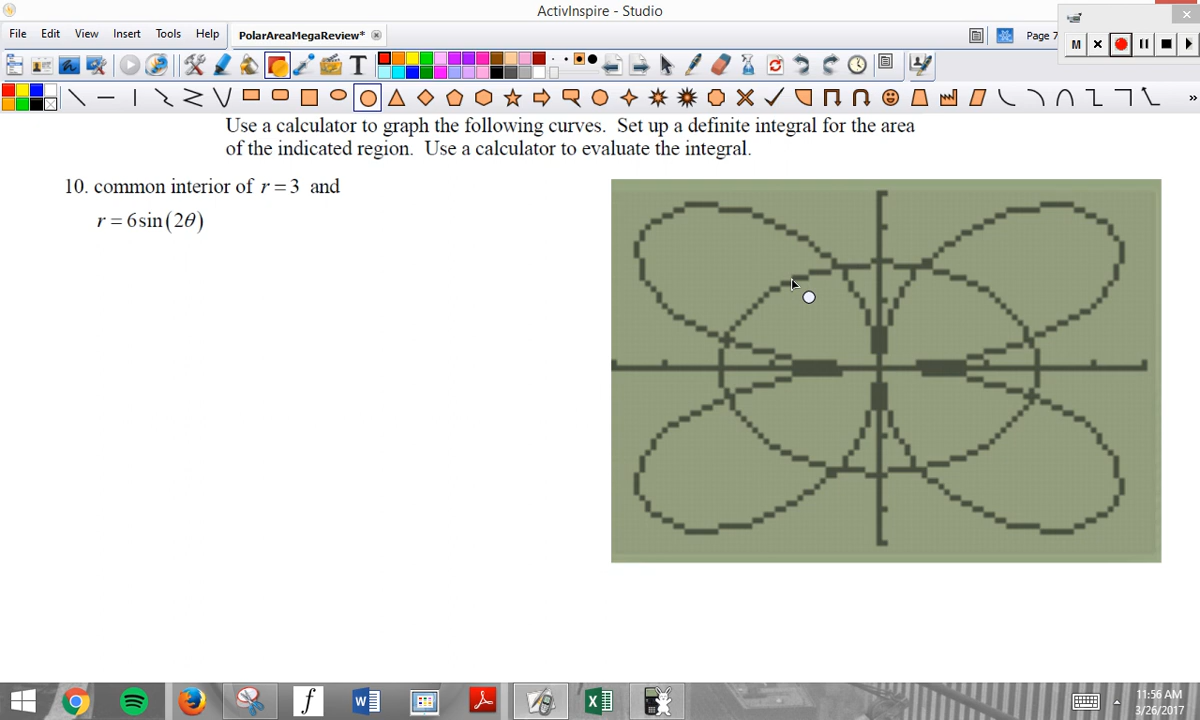 ActivInspire - Studio
File Edit View Insert Tools Help PolarAreaMegaReview* Page 7
M
T
Use a calculator to graph the following curves. Set up a definite integral for the area
of the indicated region. Use a calculator to evaluate the integral.
10. common interior of r = 3 and
r = 6sin(2θ)
11:56 AM
3/26/2017